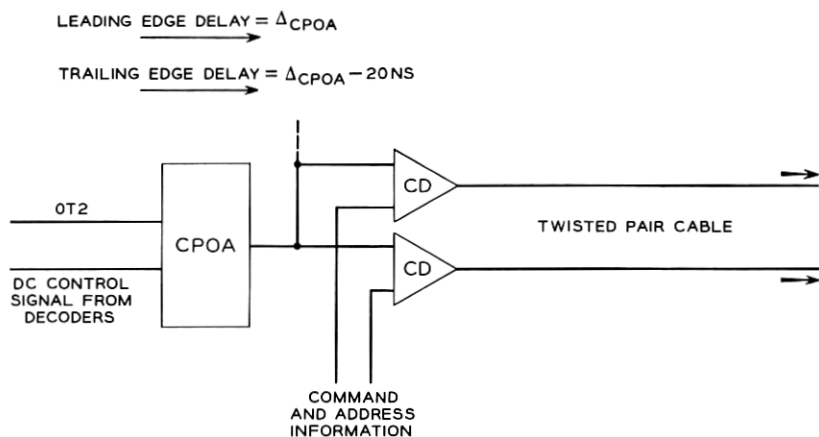 LEADING EDGE DELAY = ΔCPOA
TRAILING EDGE DELAY = ΔCPOA – 20NS
CD
OT2
CPOA
TWISTED PAIR CABLE
CD
DC CONTROL
SIGNAL FROM
DECODERS
COMMAND
AND ADDRESS
INFORMATION